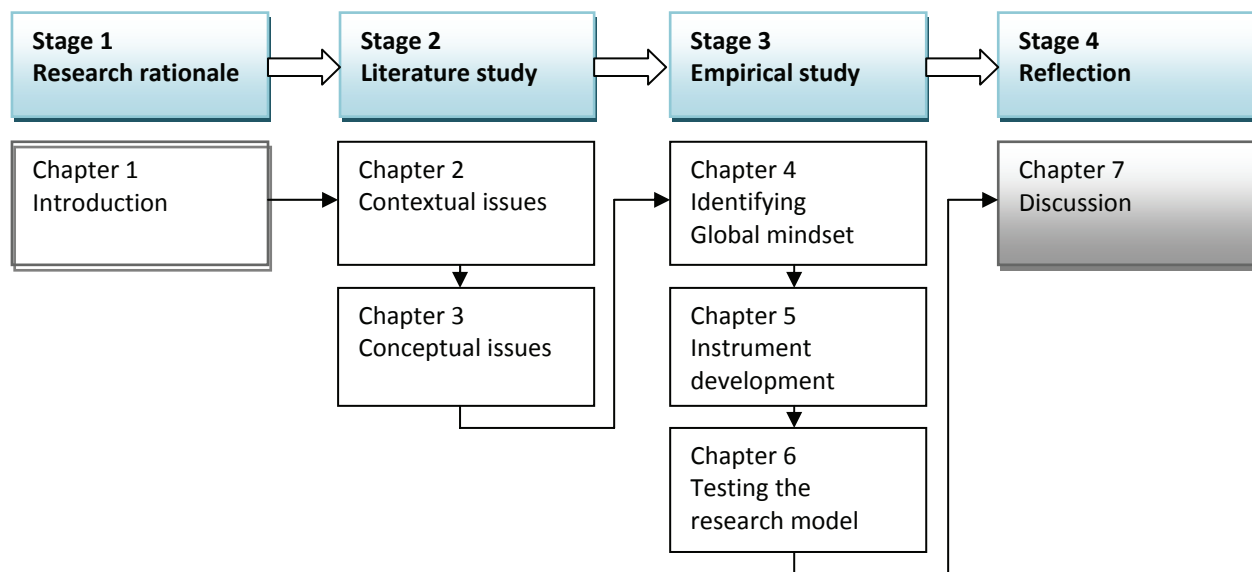 Stage 1
Research rationale
Stage 2
Literature study
Stage 3
Empirical study
Stage 4
Reflection
Chapter 1
Introduction
Chapter 2
Contextual issues
Chapter 3
Conceptual issues
Chapter 4
Identifying
Global mindset
Chapter 5
Instrument
development
Chapter 6
Testing the
research model
Chapter 7
Discussion